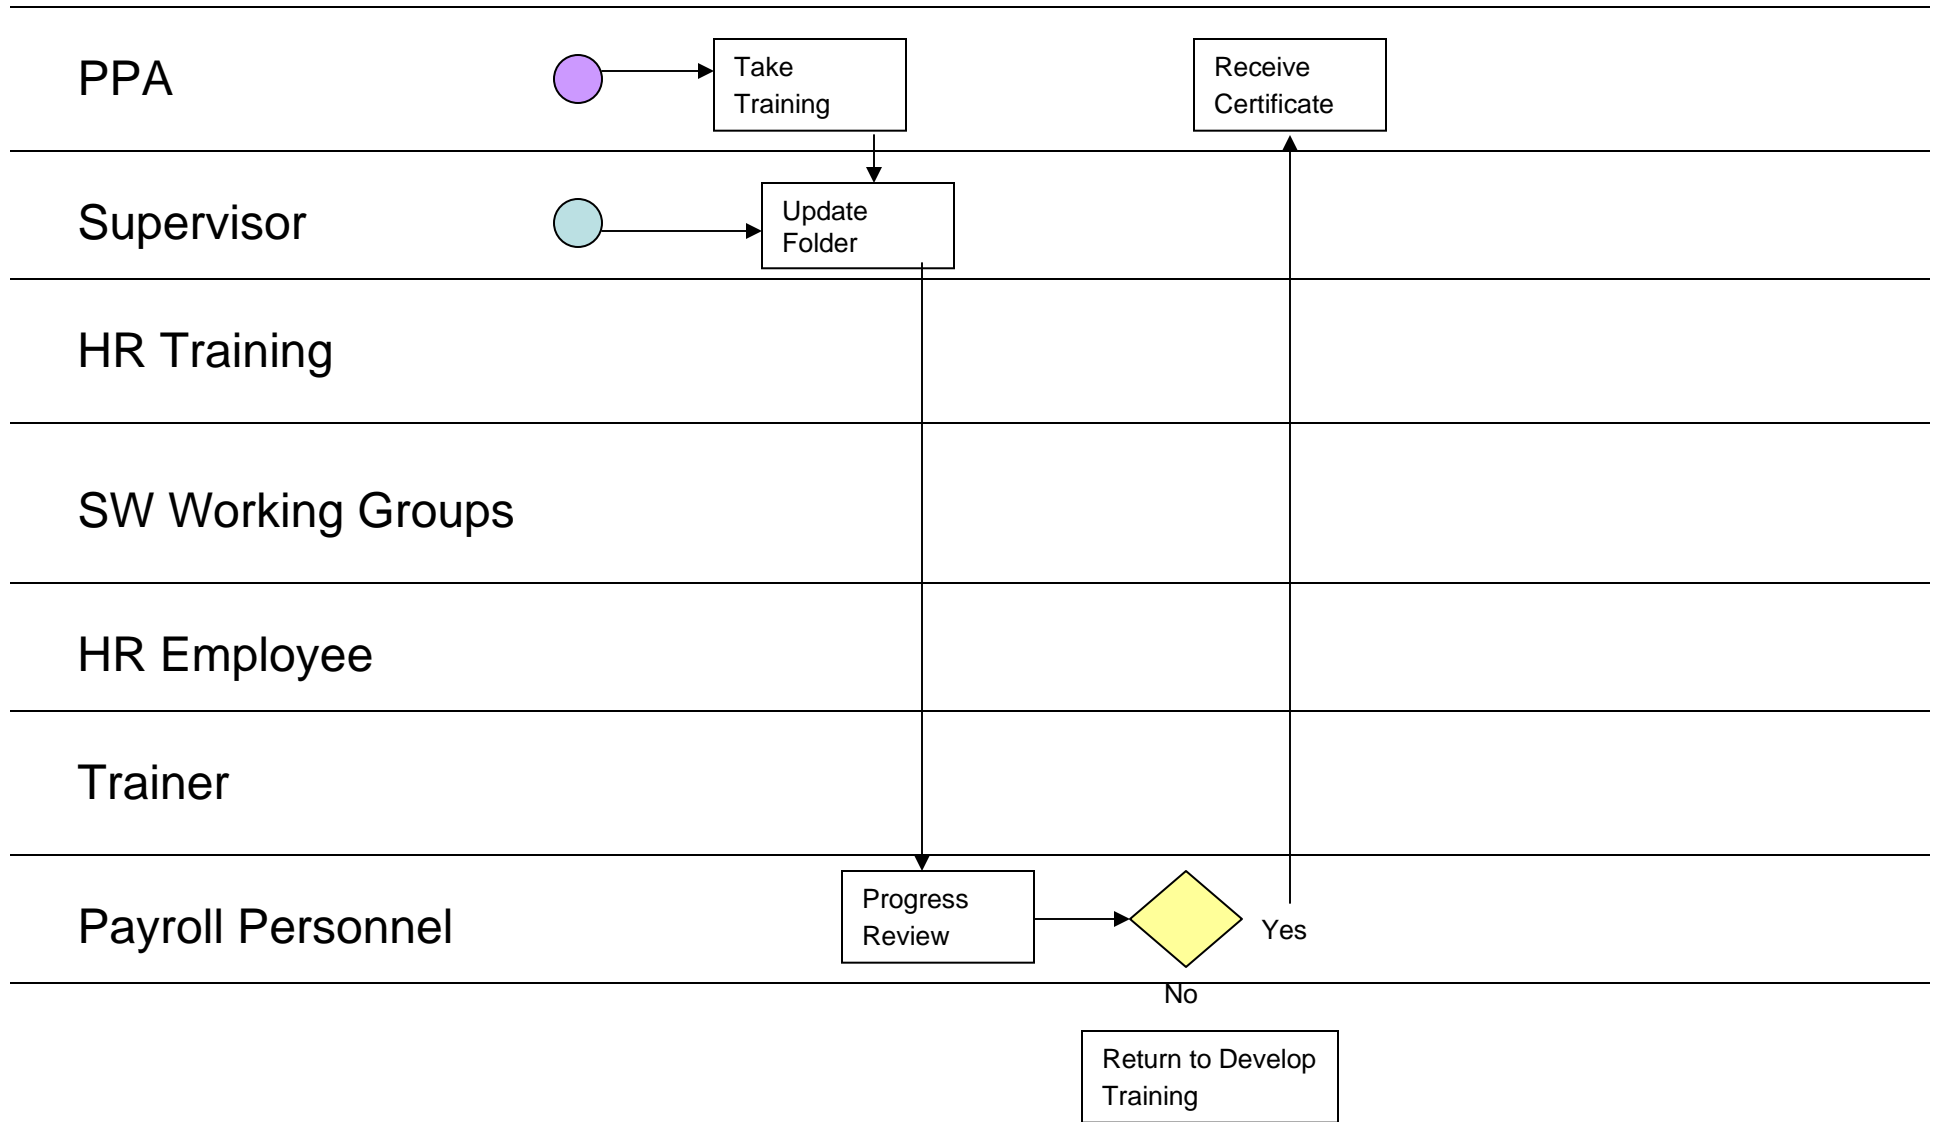 PPA
Take
Training
Receive
Certificate
Supervisor
Update
Folder
HR Training
SW Working Groups
HR Employee
Trainer
Payroll Personnel
Progress
Review
Yes
No
Return to Develop
Training